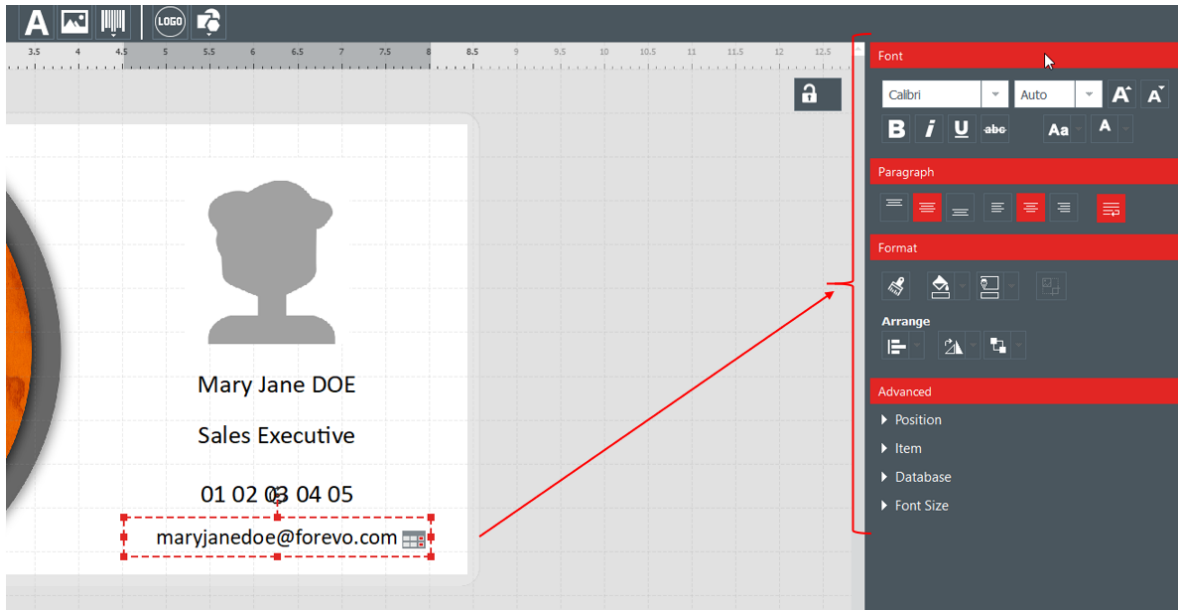 A LOGO
3.5 4 4.5 5 5.5 6 6.5 7 7.5 8 8.5 9 9.5 10 10.5 11 11.5 12 12.5
Font
Calibri Auto A A
B i U abc Aa A
Paragraph
Format
Arrange
Advanced
Position
Item
Database
Font Size
Mary Jane DOE
Sales Executive
01 02 03 04 05
maryjanedoe@forevo.com